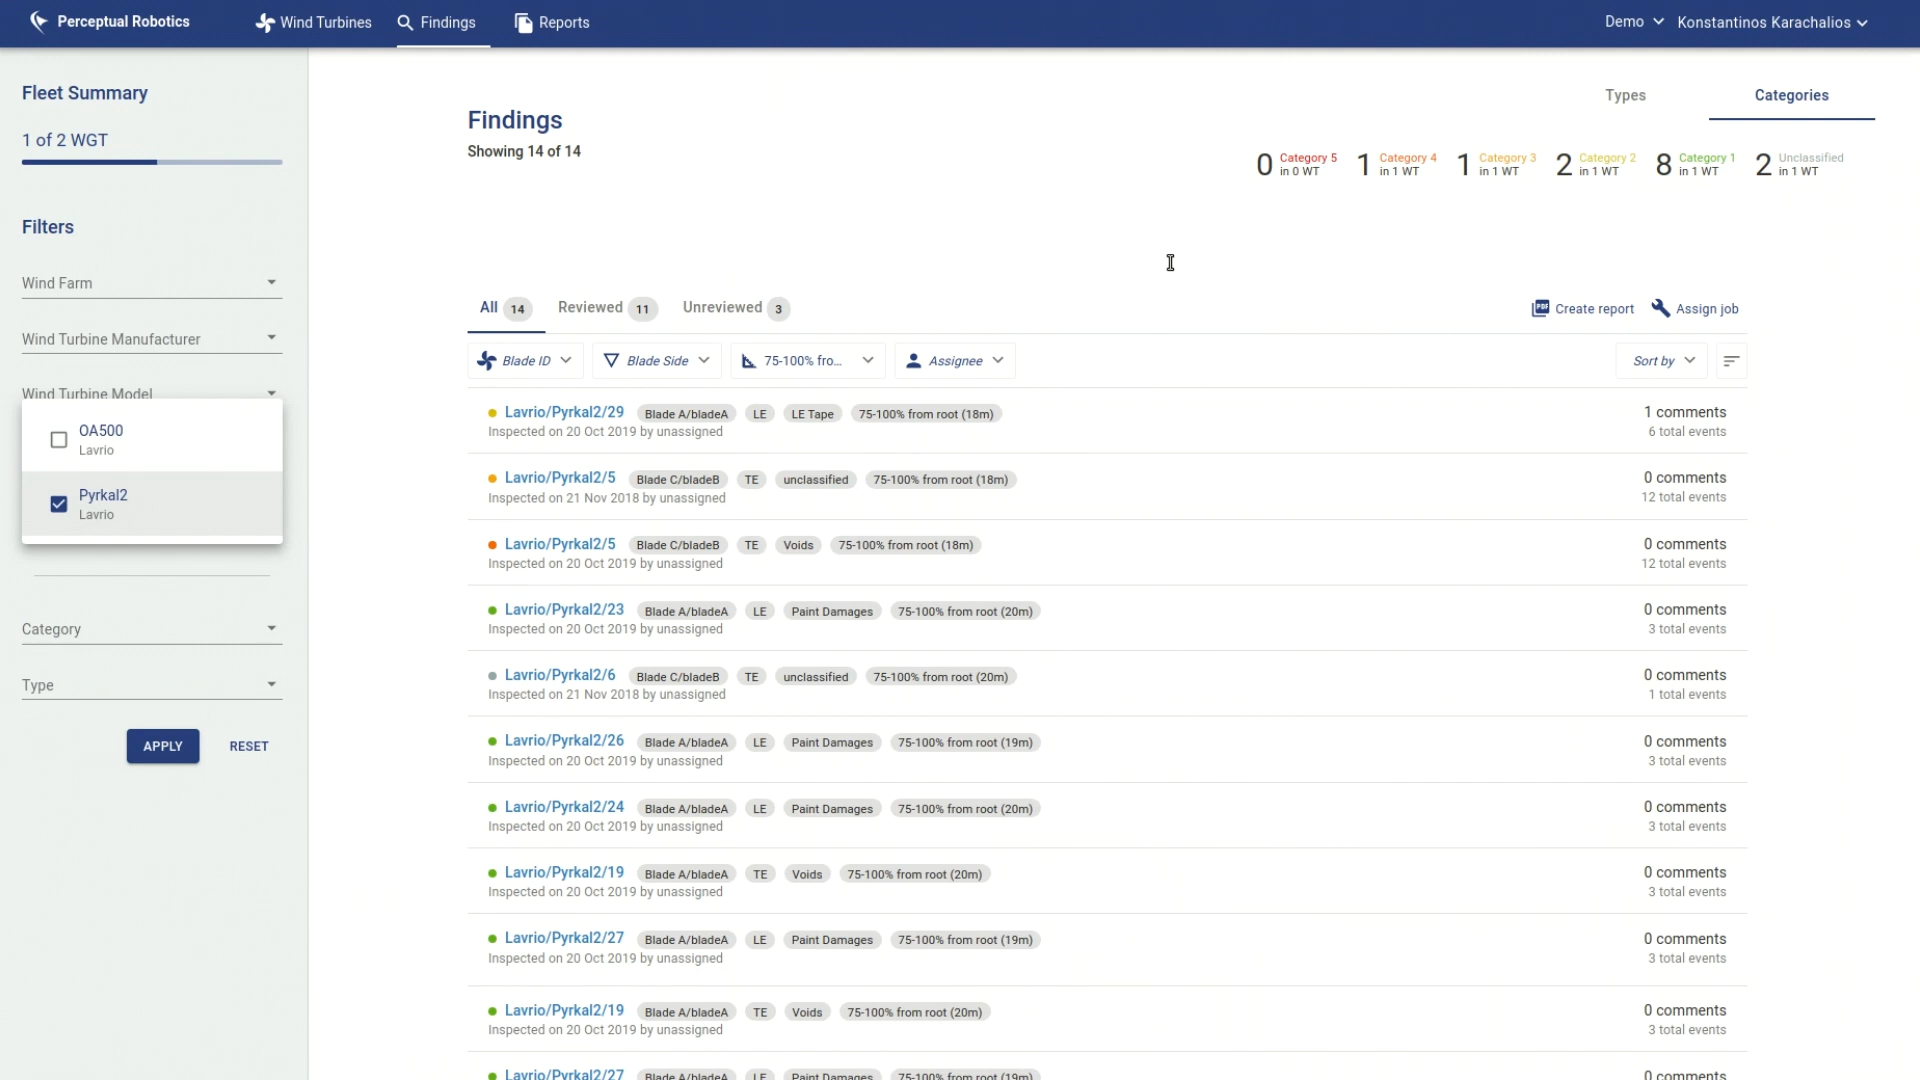 Perceptual Robotics
Wind Turbines
Findings
Reports
Demo
Konstantinos Karachalios
Fleet Summary
1 of 2 WGT
Filters
Wind Farm
Wind Turbine Manufacturer
Wind Turbine Model
OA500
Lavrio
Pyrkal2
Lavrio
Category
Type
APPLY
RESET
Types
Categories
Findings
Showing 14 of 14
0 Category 5
in 0 WT
1 Category 4
in 1 WT
1 Category 3
in 1 WT
2 Category 2
in 1 WT
8 Category 1
in 1 WT
2 Unclassified
in 1 WT
All 14
Reviewed 11
Unreviewed 3
PDF Create report
Assign job
Blade ID
Blade Side
75-100% fro...
Assignee
Sort by
Lavrio/Pyrkal2/29 Blade A/bladeA LE LE Tape 75-100% from root (18m) 1 comments
Inspected on 20 Oct 2019 by unassigned 6 total events
Lavrio/Pyrkal2/5 Blade C/bladeB TE unclassified 75-100% from root (18m) 0 comments
Inspected on 21 Nov 2018 by unassigned 12 total events
Lavrio/Pyrkal2/5 Blade C/bladeB TE Voids 75-100% from root (18m) 0 comments
Inspected on 20 Oct 2019 by unassigned 12 total events
Lavrio/Pyrkal2/23 Blade A/bladeA LE Paint Damages 75-100% from root (20m) 0 comments
Inspected on 20 Oct 2019 by unassigned 3 total events
Lavrio/Pyrkal2/6 Blade C/bladeB TE unclassified 75-100% from root (20m) 0 comments
Inspected on 21 Nov 2018 by unassigned 1 total events
Lavrio/Pyrkal2/26 Blade A/bladeA LE Paint Damages 75-100% from root (19m) 0 comments
Inspected on 20 Oct 2019 by unassigned 3 total events
Lavrio/Pyrkal2/24 Blade A/bladeA LE Paint Damages 75-100% from root (20m) 0 comments
Inspected on 20 Oct 2019 by unassigned 3 total events
Lavrio/Pyrkal2/19 Blade A/bladeA TE Voids 75-100% from root (20m) 0 comments
Inspected on 20 Oct 2019 by unassigned 3 total events
Lavrio/Pyrkal2/27 Blade A/bladeA LE Paint Damages 75-100% from root (19m) 0 comments
Inspected on 20 Oct 2019 by unassigned 3 total events
Lavrio/Pyrkal2/19 Blade A/bladeA TE Voids 75-100% from root (20m) 0 comments
Inspected on 20 Oct 2019 by unassigned 3 total events
Lavrio/Pyrkal2/27 Blade A/bladeA LE Paint Damages 75-100% from root (19m) 0 comments